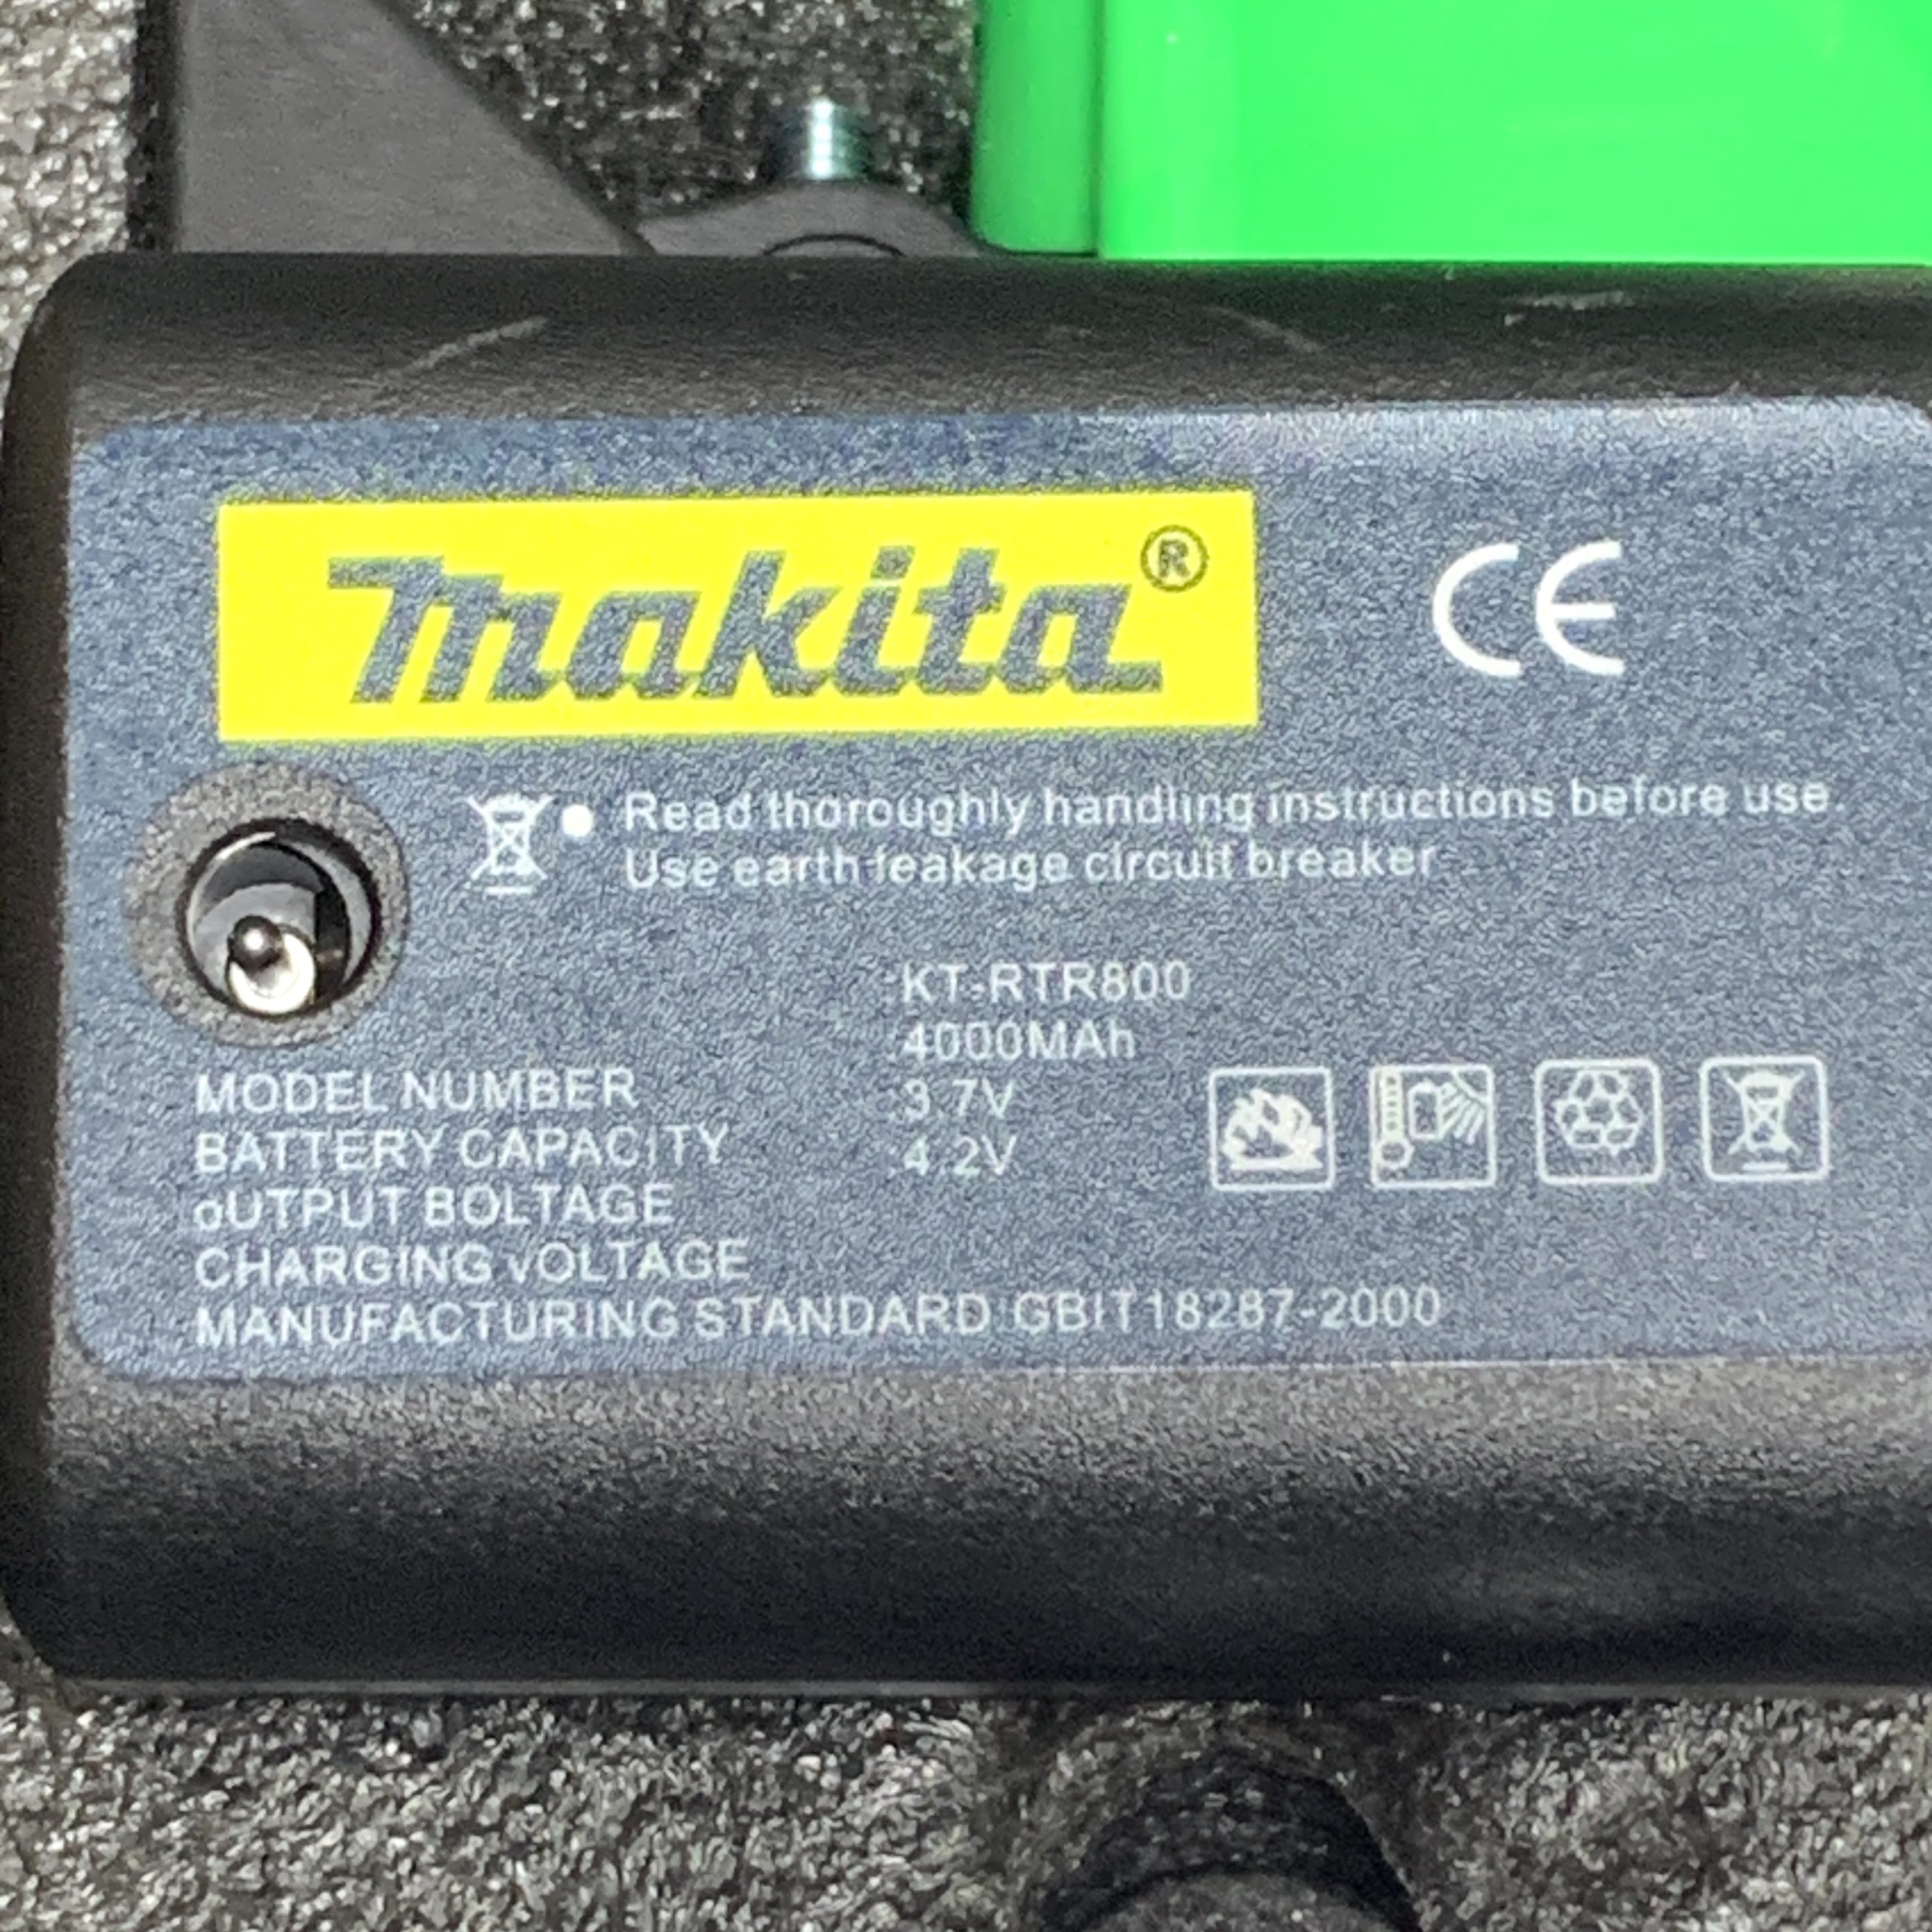 makita®
CE
Read thoroughly handling instructions before use.
Use earth leakage circuit breaker
KT-RTR800
4000MAh
3.7V
4.2V
MODEL NUMBER
BATTERY CAPACITY
oUTPUT BOLTAGE
CHARGING vOLTAGE
MANUFACTURING STANDARD:GBIT18287-2000